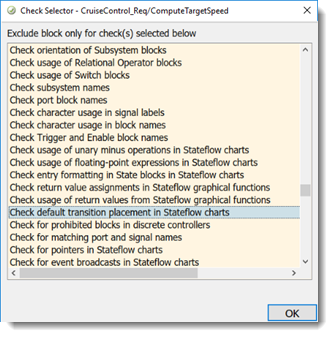 Check Selector - CruiseControl_Req/ComputeTargetSpeed
Exclude block only for check(s) selected below
Check orientation of Subsystem blocks
Check usage of Relational Operator blocks
Check usage of Switch blocks
Check subsystem names
Check port block names
Check character usage in signal labels
Check character usage in block names
Check Trigger and Enable block names
Check usage of unary minus operations in Stateflow charts
Check usage of floating-point expressions in Stateflow charts
Check entry formatting in State blocks in Stateflow charts
Check return value assignments in Stateflow graphical functions
Check usage of return values from Stateflow graphical functions
Check default transition placement in Stateflow charts
Check for prohibited blocks in discrete controllers
Check for matching port and signal names
Check for pointers in Stateflow charts
Check for event broadcasts in Stateflow charts
OK